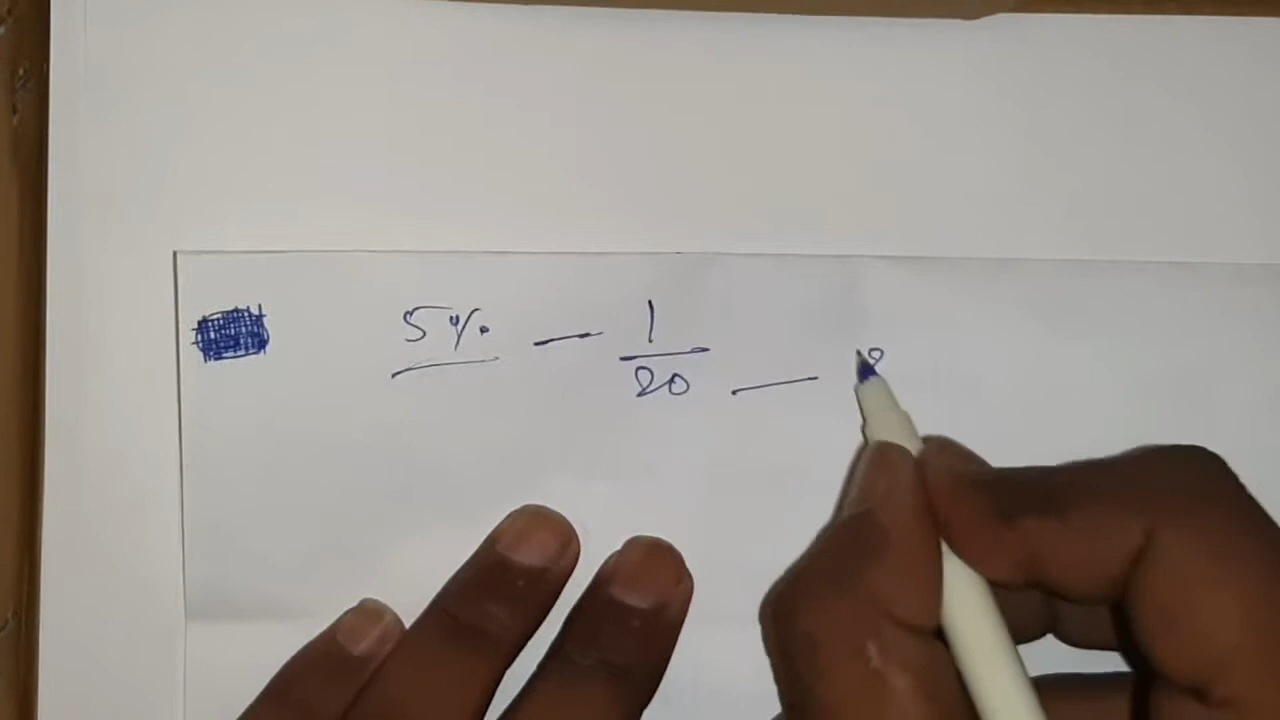 5% — 1/20 —